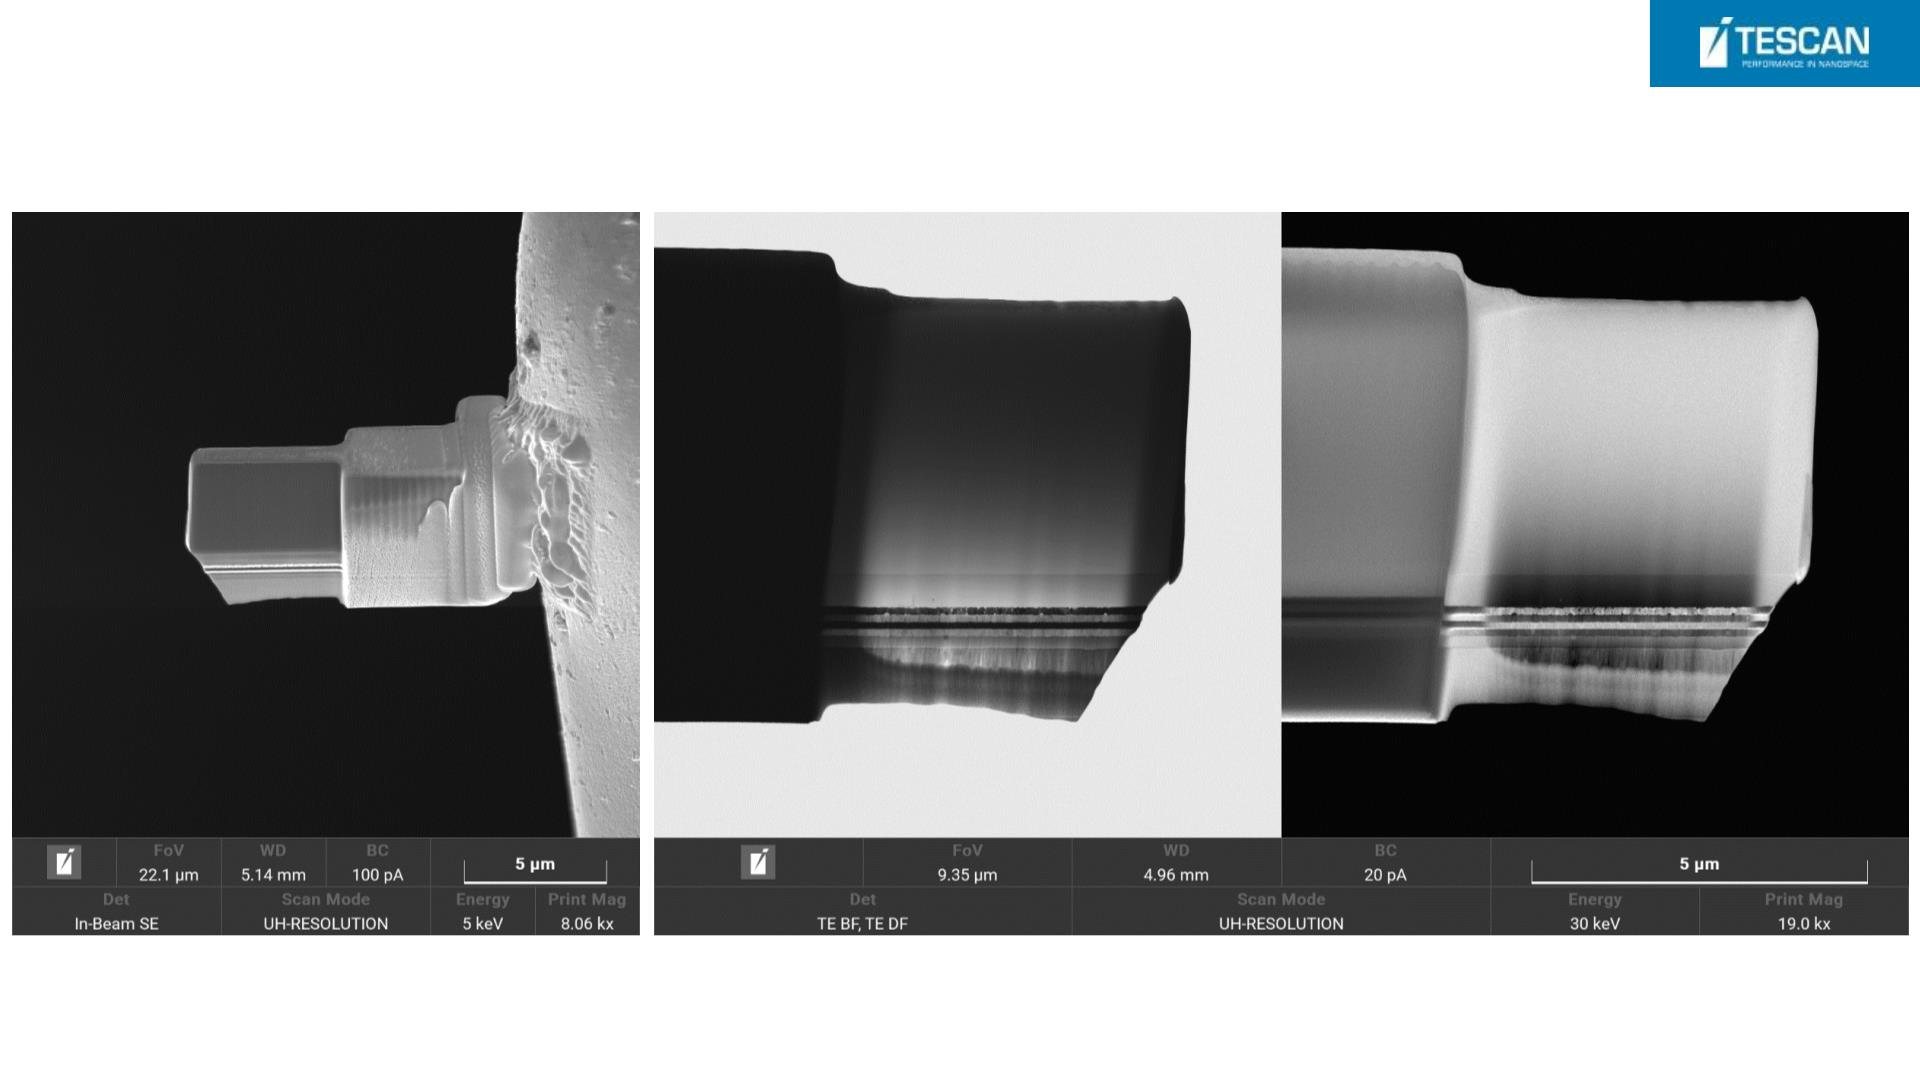 TESCAN
PERFORMANCE IN NANOSPACE
FoV
22.1 µm
WD
5.14 mm
BC
100 pA
5 µm
Det
In-Beam SE
Scan Mode
UH-RESOLUTION
Energy
5 keV
Print Mag
8.06 kx
FoV
9.35 µm
WD
4.96 mm
BC
20 pA
5 µm
Det
TE BF, TE DF
Scan Mode
UH-RESOLUTION
Energy
30 keV
Print Mag
19.0 kx